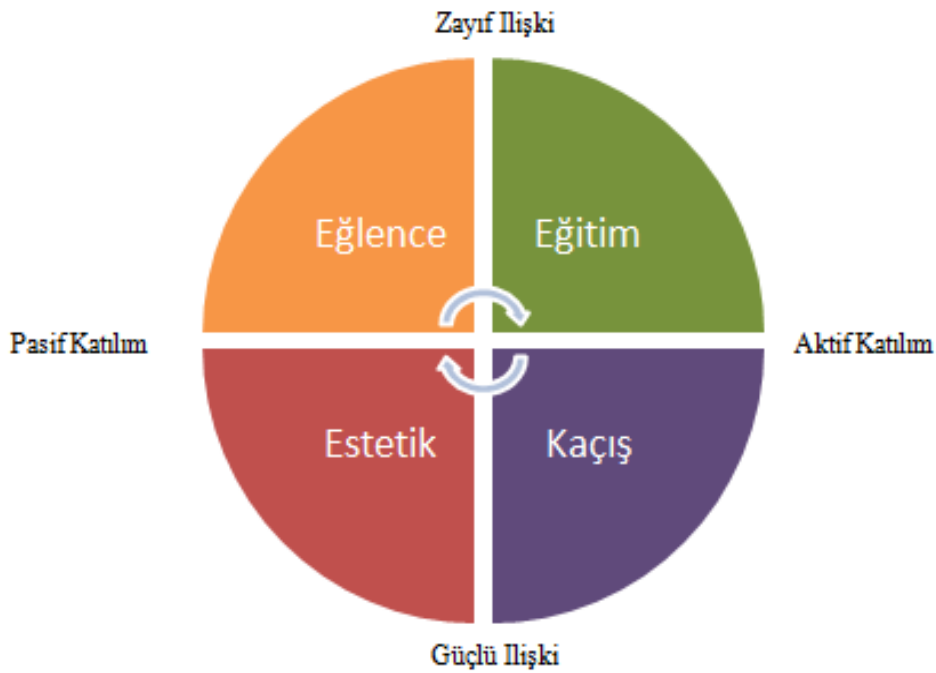 Zayıf Ilişki
Eğlence
Eğitim
Pasif Katılım
Aktif Katılım
Estetik
Kaçış
Güçlü Ilişki